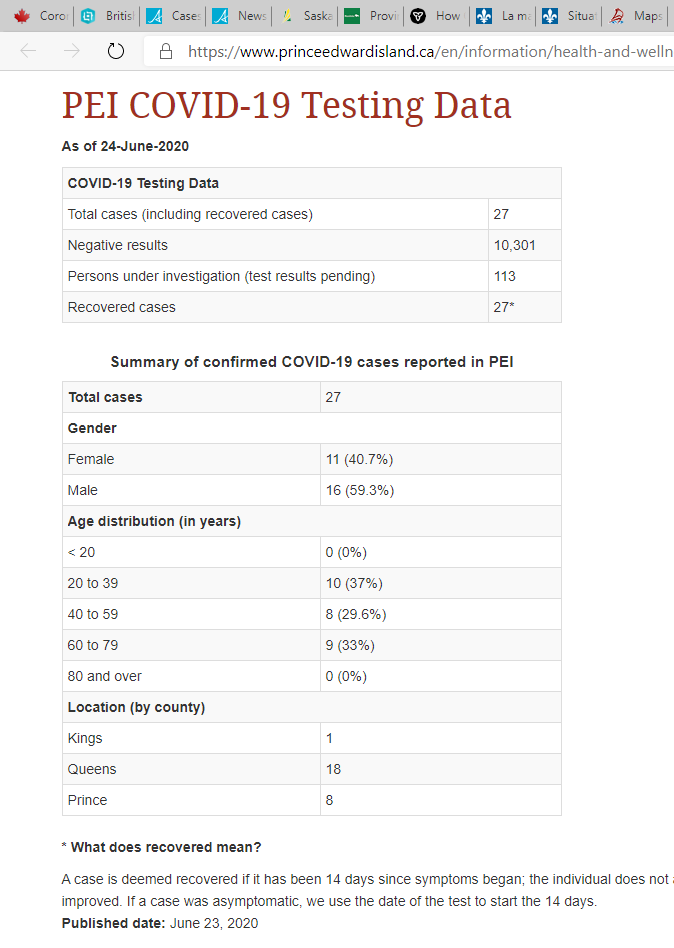 Coron
Britis
Cases
News
Saska
Provi
How
La ma
Situat
Maps
https://www.princeedwardisland.ca/en/information/health-and-welln
PEI COVID-19 Testing Data
As of 24-June-2020
COVID-19 Testing Data
Total cases (including recovered cases) 27
Negative results 10,301
Persons under investigation (test results pending) 113
Recovered cases 27*
Summary of confirmed COVID-19 cases reported in PEI
Total cases 27
Gender
Female 11 (40.7%)
Male 16 (59.3%)
Age distribution (in years)
< 20 0 (0%)
20 to 39 10 (37%)
40 to 59 8 (29.6%)
60 to 79 9 (33%)
80 and over 0 (0%)
Location (by county)
Kings 1
Queens 18
Prince 8
* What does recovered mean?
A case is deemed recovered if it has been 14 days since symptoms began; the individual does not
improved. If a case was asymptomatic, we use the date of the test to start the 14 days.
Published date: June 23, 2020